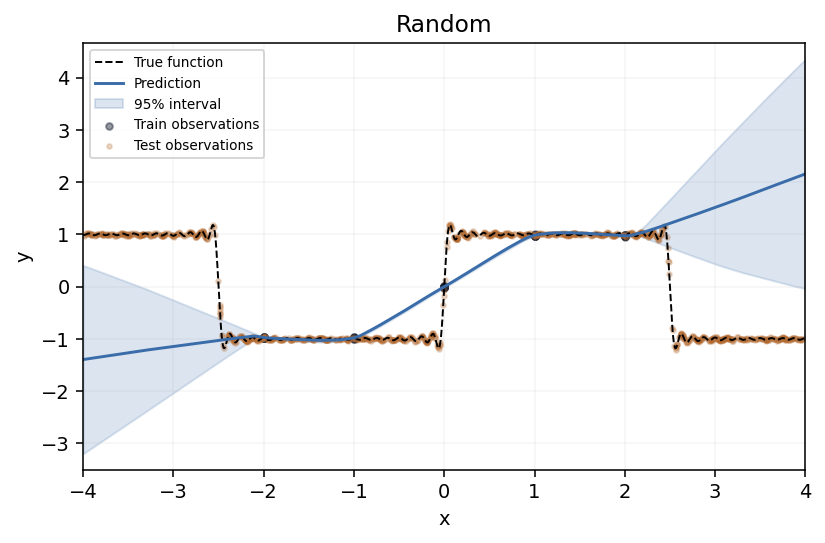 Random
True function
Prediction
95% interval
Train observations
Test observations
y
4
3
2
1
0
−1
−2
−3
−4
−3
−2
−1
0
1
2
3
4
x